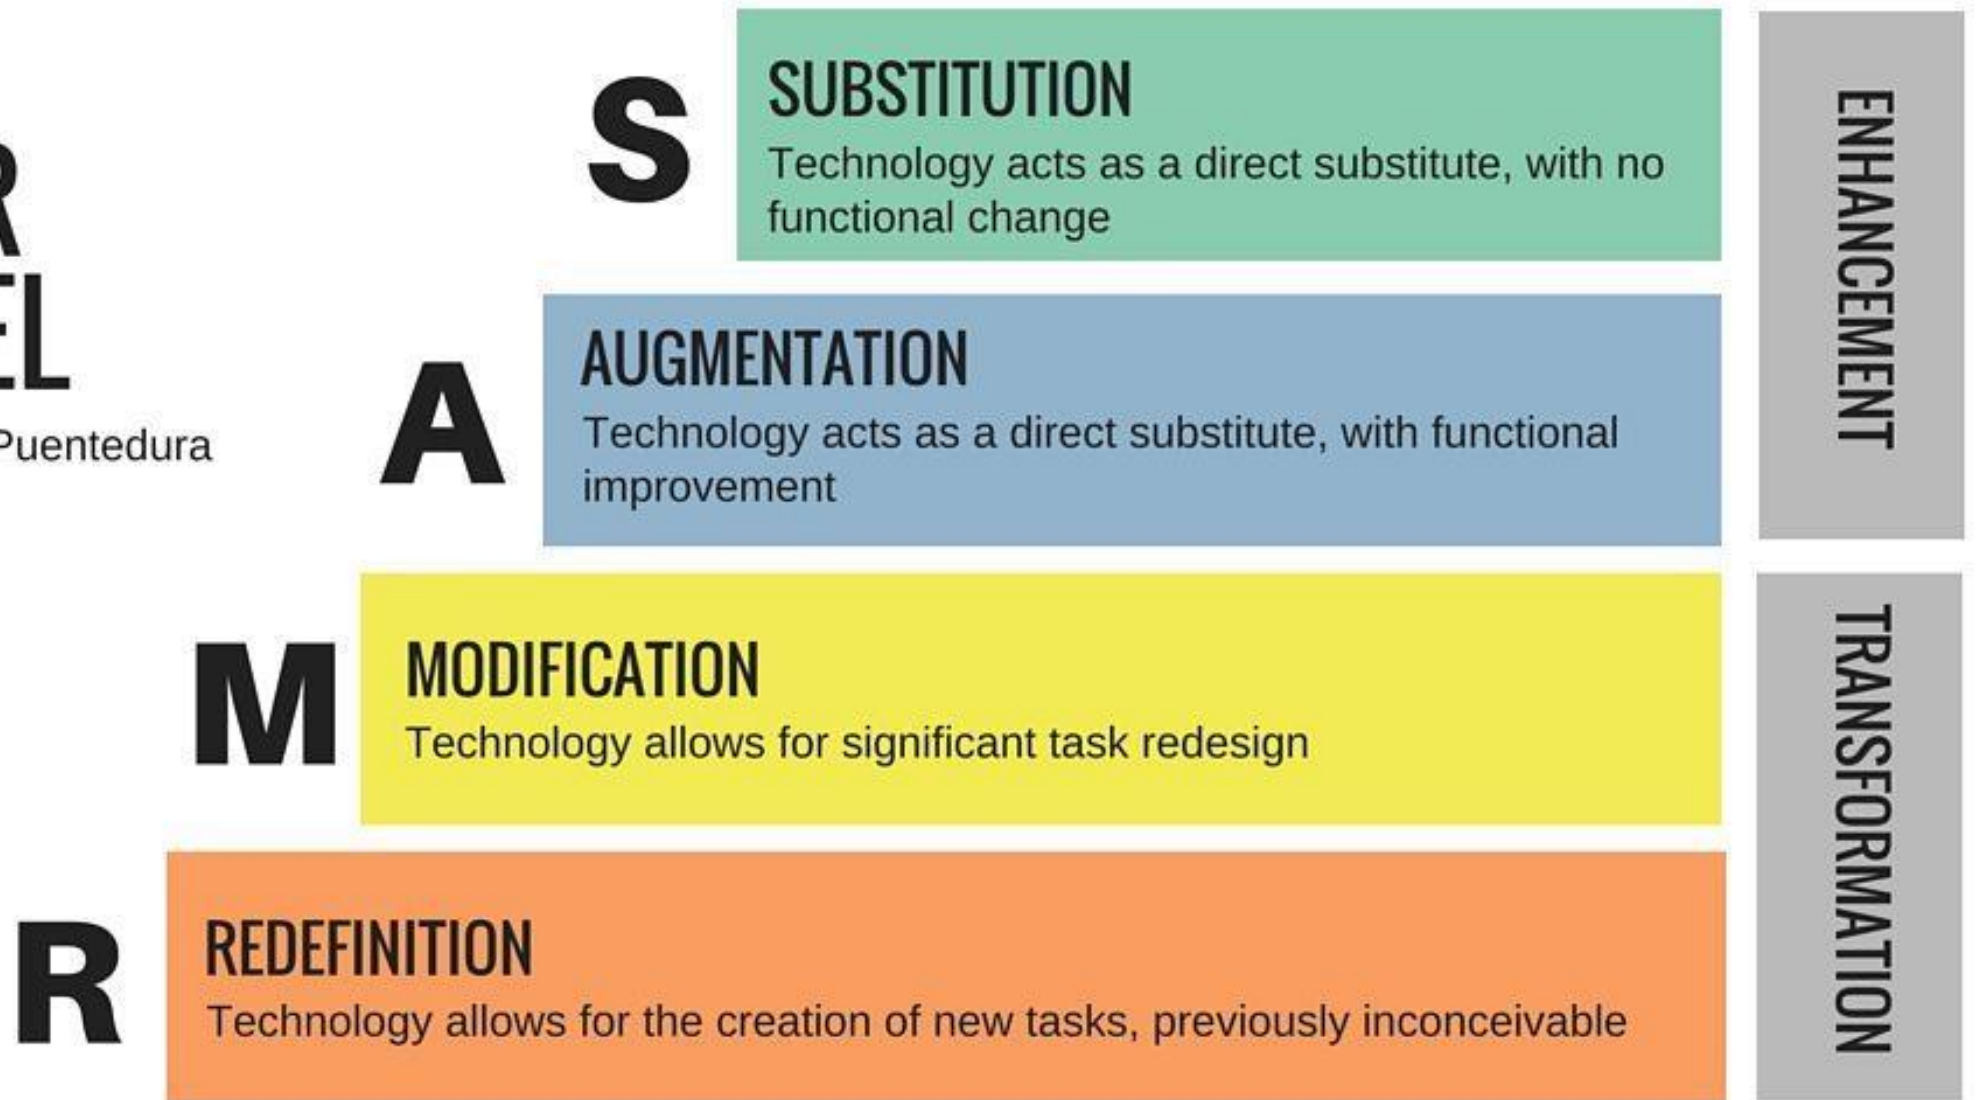 S
SUBSTITUTION
Technology acts as a direct substitute, with no
functional change
R
EL
Puentedura
A
AUGMENTATION
Technology acts as a direct substitute, with functional
improvement
ENHANCEMENT
M
MODIFICATION
Technology allows for significant task redesign
R
REDEFINITION
Technology allows for the creation of new tasks, previously inconceivable
TRANSFORMATION